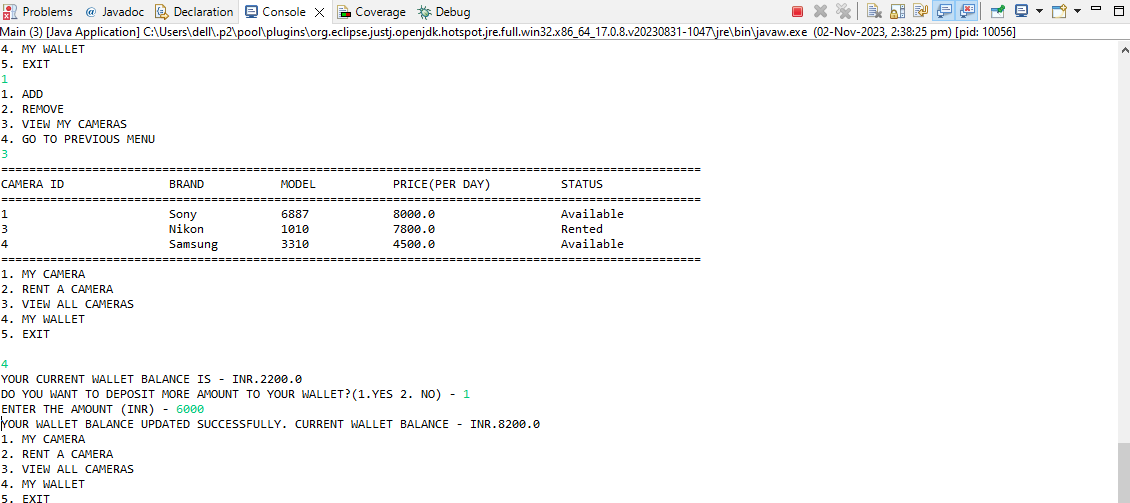 Problems @ Javadoc Declaration Console Coverage Debug
Main (3) [Java Application] C:\Users\dell\.p2\pool\plugins\org.eclipse.justj.openjdk.hotspot.jre.full.win32.x86_64_17.0.8.v20230831-1047\jre\bin\javaw.exe (02-Nov-2023, 2:38:25 pm) [pid: 10056]
4. MY WALLET
5. EXIT
1
1. ADD
2. REMOVE
3. VIEW MY CAMERAS
4. GO TO PREVIOUS MENU
3
====================================================================================================
CAMERA ID BRAND MODEL PRICE(PER DAY) STATUS
====================================================================================================
1 Sony 6887 8000.0 Available
3 Nikon 1010 7800.0 Rented
4 Samsung 3310 4500.0 Available
====================================================================================================
1. MY CAMERA
2. RENT A CAMERA
3. VIEW ALL CAMERAS
4. MY WALLET
5. EXIT
4
YOUR CURRENT WALLET BALANCE IS - INR.2200.0
DO YOU WANT TO DEPOSIT MORE AMOUNT TO YOUR WALLET?(1.YES 2. NO) - 1
ENTER THE AMOUNT (INR) - 6000
YOUR WALLET BALANCE UPDATED SUCCESSFULLY. CURRENT WALLET BALANCE - INR.8200.0
1. MY CAMERA
2. RENT A CAMERA
3. VIEW ALL CAMERAS
4. MY WALLET
5. EXIT